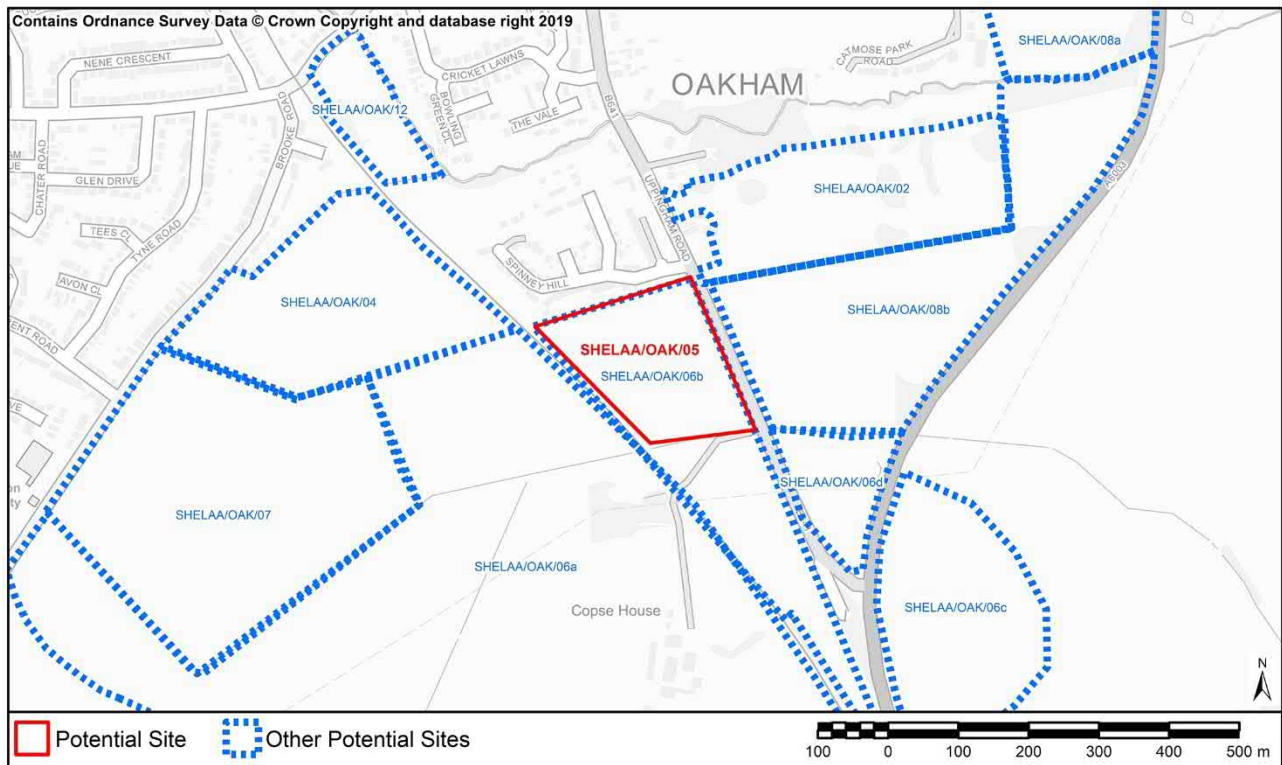 Contains Ordnance Survey Data © Crown Copyright and database right 2019
NENE CRESCENT
CRICKET LAWNS
CATMOSE PARK
ROAD
SHELAA/OAK/08a
OAKHAM
SHELAA/OAK/12
BOWLING
GREEN CL
THE VALE
B641
BROOKE ROAD
CHATER ROAD
GLEN DRIVE
TEES CL
TYNE ROAD
AVON CL
UPPINGHAM ROAD
SHELAA/OAK/02
A6003
SPINNEY HILL
SHELAA/OAK/04
SHELAA/OAK/08b
ENT ROAD
SHELAA/OAK/05
SHELAA/OAK/06b
SHELAA/OAK/06d
SHELAA/OAK/07
SHELAA/OAK/06a
SHELAA/OAK/06c
Copse House
N
Potential Site
Other Potential Sites
100 0 100 200 300 400 500 m